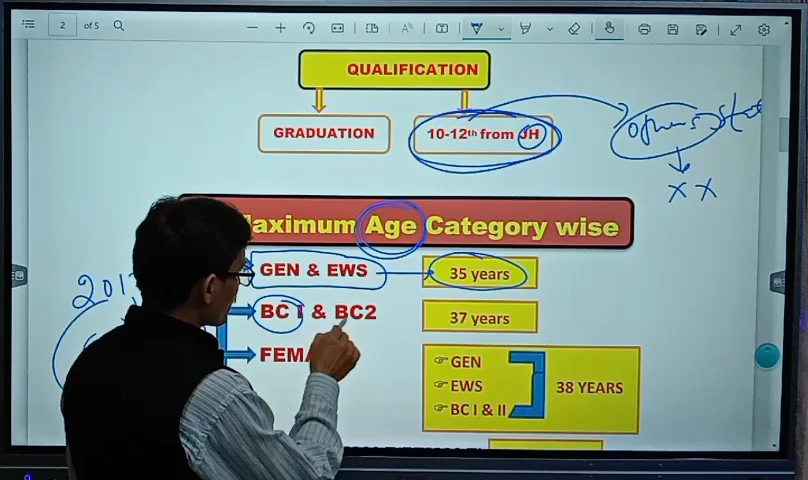 2 of 5
QUALIFICATION
GRADUATION
10-12th from JH
X X
Maximum Age Category wise
GEN & EWS
35 years
BC I & BC2
37 years
☞ GEN
☞ EWS
☞ BC I & II
38 YEARS